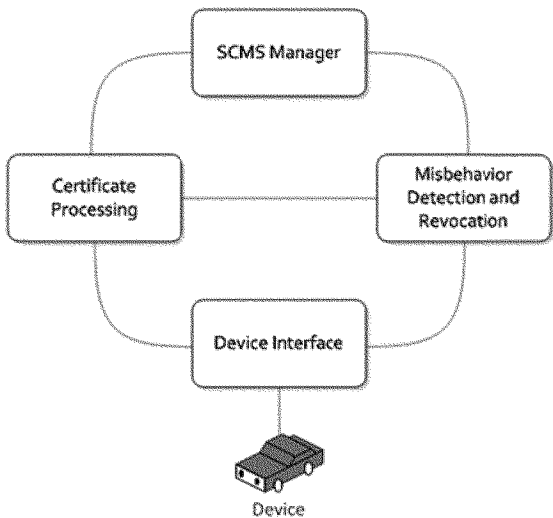 SCMS Manager
Certificate
Processing
Misbehavior
Detection and
Revocation
Device Interface
Device